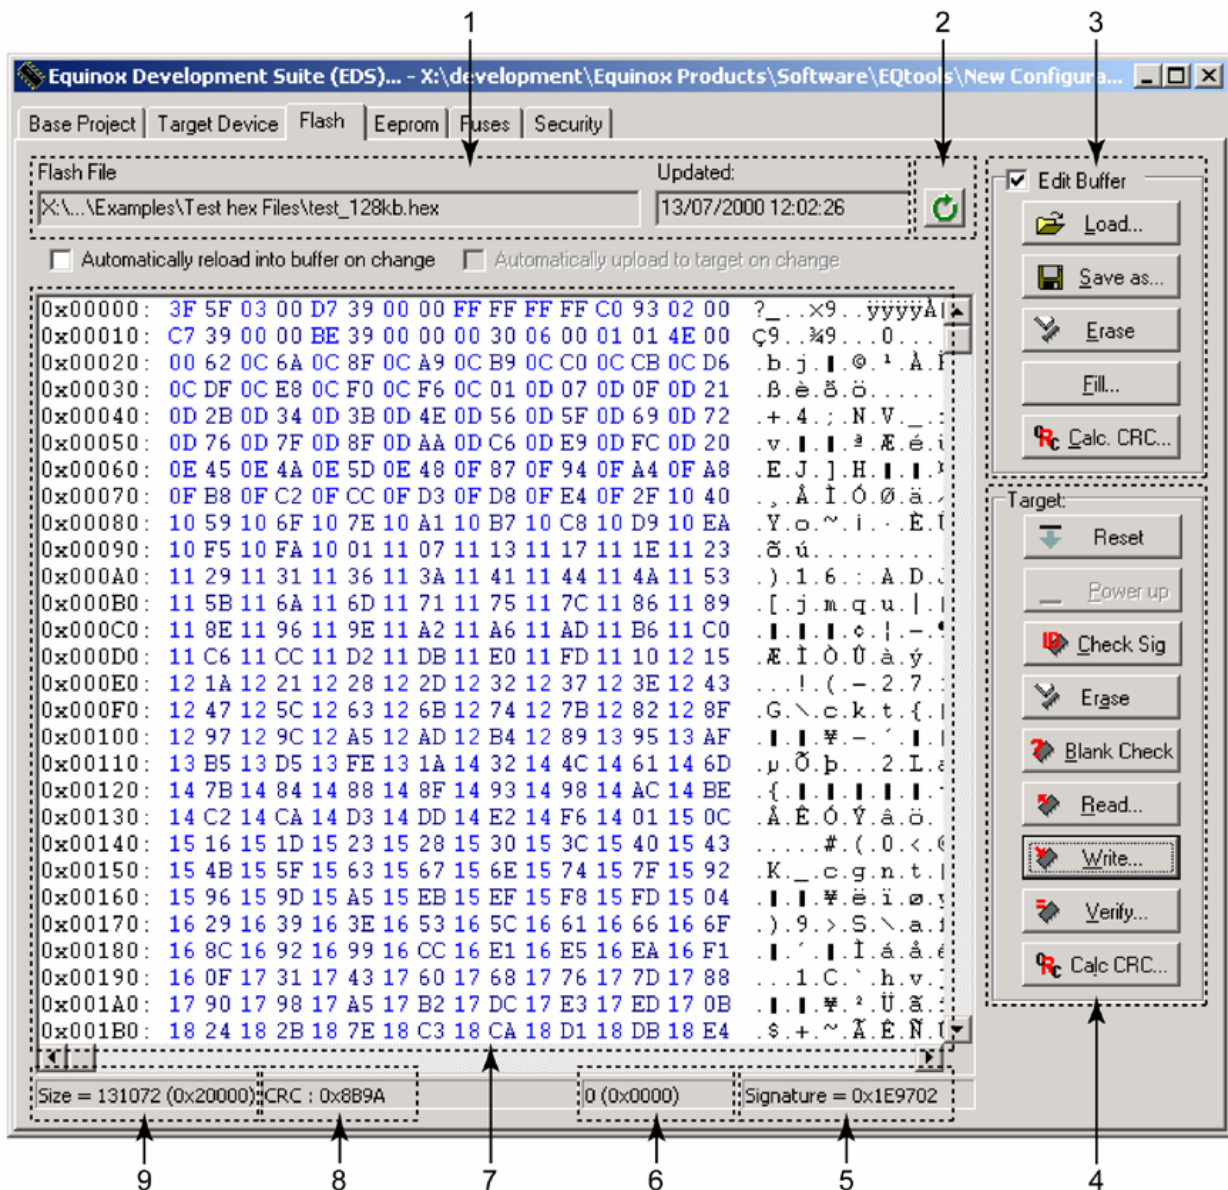 1 2 3
Equinox Development Suite (EDS)... - X:\development\Equinox Products\Software\EQtools\New Configura...
Base Project Target Device Flash Eeprom Fuses Security
Flash File Updated:
X:\...\Examples\Test hex Files\test_128kb.hex 13/07/2000 12:02:26
Automatically reload into buffer on change Automatically upload to target on change
Edit Buffer
Load...
Save as...
Erase
Fill...
Calc. CRC...
0x00000: 3F 5F 03 00 D7 39 00 00 FF FF FF FF C0 93 02 00 ?_..×9..ÿÿÿÿÀ
0x00010: C7 39 00 00 BE 39 00 00 00 30 06 00 01 01 4E 00 Ç9..¾9...0...
0x00020: 00 62 0C 6A 0C 8F 0C A9 0C B9 0C C0 0C CB 0C D6 .b.j.▮.©.¹.À.
0x00030: 0C DF 0C E8 0C F0 0C F6 0C 01 0D 07 0D 0F 0D 21 .ß.è.ð.ö.....
0x00040: 0D 2B 0D 34 0D 3B 0D 4E 0D 56 0D 5F 0D 69 0D 72 .+.4.;.N.V._.
0x00050: 0D 76 0D 7F 0D 8F 0D AA 0D C6 0D E9 0D FC 0D 20 .v.▮.▮.ª.Æ.é.
0x00060: 0E 45 0E 4A 0E 5D 0E 48 0F 87 0F 94 0F A4 0F A8 .E.J.].H.▮.▮.
0x00070: 0F B8 0F C2 0F CC 0F D3 0F D8 0F E4 0F 2F 10 40 .¸.Â.Ì.Ó.Ø.ä.
0x00080: 10 59 10 6F 10 7E 10 A1 10 B7 10 C8 10 D9 10 EA .Y.o.~.¡.·.È.
0x00090: 10 F5 10 FA 10 01 11 07 11 13 11 17 11 1E 11 23 .õ.ú.........
0x000A0: 11 29 11 31 11 36 11 3A 11 41 11 44 11 4A 11 53 .).1.6.:.A.D.
0x000B0: 11 5B 11 6A 11 6D 11 71 11 75 11 7C 11 86 11 89 .[.j.m.q.u.|.
0x000C0: 11 8E 11 96 11 9E 11 A2 11 A6 11 AD 11 B6 11 C0 .▮.▮.▮.¢.¦.-.
0x000D0: 11 C6 11 CC 11 D2 11 DB 11 E0 11 FD 11 10 12 15 .Æ.Ì.Ò.Û.à.ý.
0x000E0: 12 1A 12 21 12 28 12 2D 12 32 12 37 12 3E 12 43 ...!.(.-.2.7.
0x000F0: 12 47 12 5C 12 63 12 6B 12 74 12 7B 12 82 12 8F .G.\.c.k.t.{.
0x00100: 12 97 12 9C 12 A5 12 AD 12 B4 12 89 13 95 13 AF .▮.▮.¥.-.´.▮.
0x00110: 13 B5 13 D5 13 FE 13 1A 14 32 14 4C 14 61 14 6D .µ.Õ.þ...2.L.
0x00120: 14 7B 14 84 14 88 14 8F 14 93 14 98 14 AC 14 BE .{.▮.▮.▮.▮.▮.
0x00130: 14 C2 14 CA 14 D3 14 DD 14 E2 14 F6 14 01 15 0C .Â.Ê.Ó.Ý.â.ö.
0x00140: 15 16 15 1D 15 23 15 28 15 30 15 3C 15 40 15 43 .....#.(.0.<.
0x00150: 15 4B 15 5F 15 63 15 67 15 6E 15 74 15 7F 15 92 .K._.c.g.n.t.
0x00160: 15 96 15 9D 15 A5 15 EB 15 EF 15 F8 15 FD 15 04 .▮.▮.¥.ë.ï.ø.
0x00170: 16 29 16 39 16 3E 16 53 16 5C 16 61 16 66 16 6F .).9.>.S.\.a.
0x00180: 16 8C 16 92 16 99 16 CC 16 E1 16 E5 16 EA 16 F1 .▮.´.▮.Ì.á.å.
0x00190: 16 0F 17 31 17 43 17 60 17 68 17 76 17 7D 17 88 ...1.C.`.h.v.
0x001A0: 17 90 17 98 17 A5 17 B2 17 DC 17 E3 17 ED 17 0B .▮.▮.¥.².Ü.ã.
0x001B0: 18 24 18 2B 18 7E 18 C3 18 CA 18 D1 18 DB 18 E4 .$.+.~.Ã.Ê.Ñ.
Target:
Reset
Power up
Check Sig
Erase
Blank Check
Read...
Write...
Verify...
Calc CRC...
Size = 131072 (0x20000) CRC : 0x8B9A 0 (0x0000) Signature = 0x1E9702
9 8 7 6 5 4